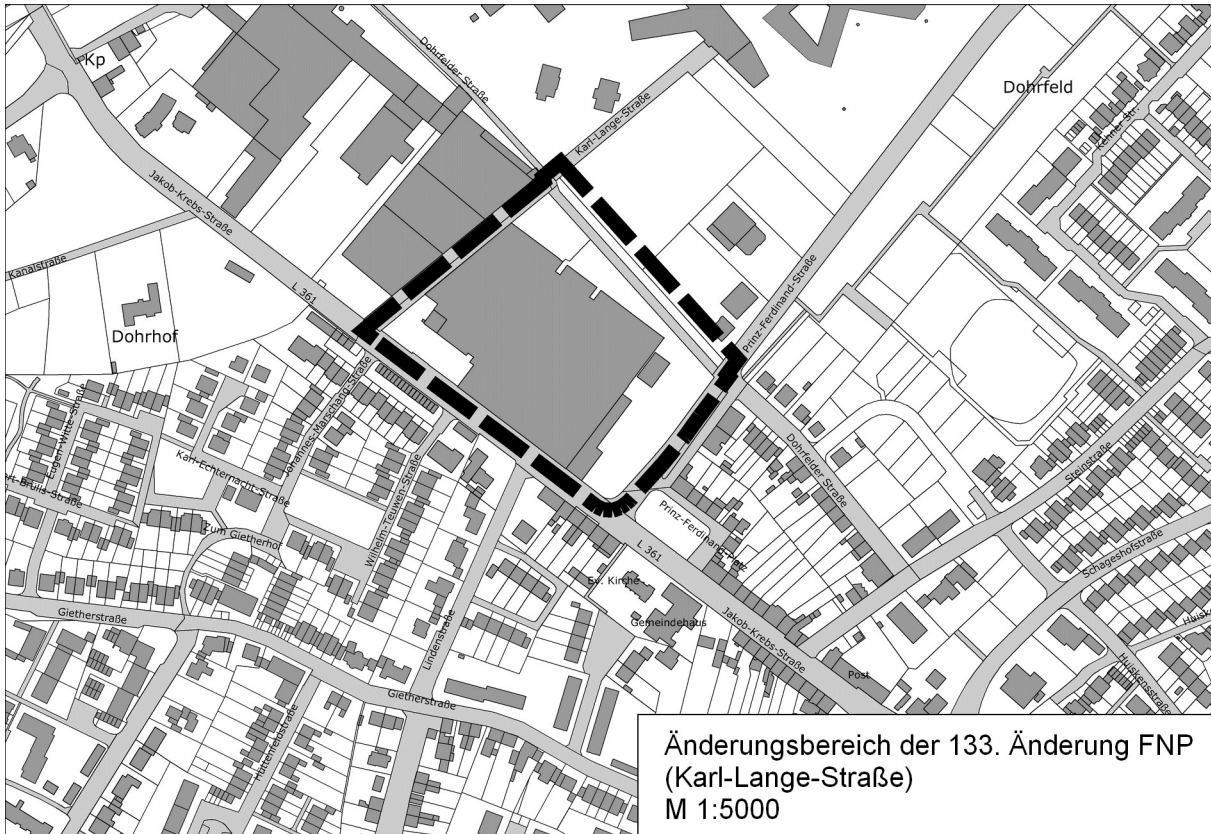 Kp
Dohrfelder Straße
Karl-Lange-Straße
Dohrfeld
Kehner Str.
Jakob-Krebs-Straße
Kanalstraße
L 361
Dohrhof
Prinz-Ferdinand-Straße
Johannes-Marschang-Straße
Eugen-Witte-Straße
Karl-Echternacht-Straße
Wilhelm-Teuwen-Straße
Zum Gietherhof
Dohrfelder Straße
Steinstraße
Schageshofstraße
Prinz-Ferdinand-Platz
L 361
Ev. Kirche
Gemeindehaus
Jakob-Krebs-Straße
Gietherstraße
Lindenstraße
Gietherstraße
Post
Huiskensstraße
Hüttenfeldstraße
Änderungsbereich der 133. Änderung FNP
(Karl-Lange-Straße)
M 1:5000